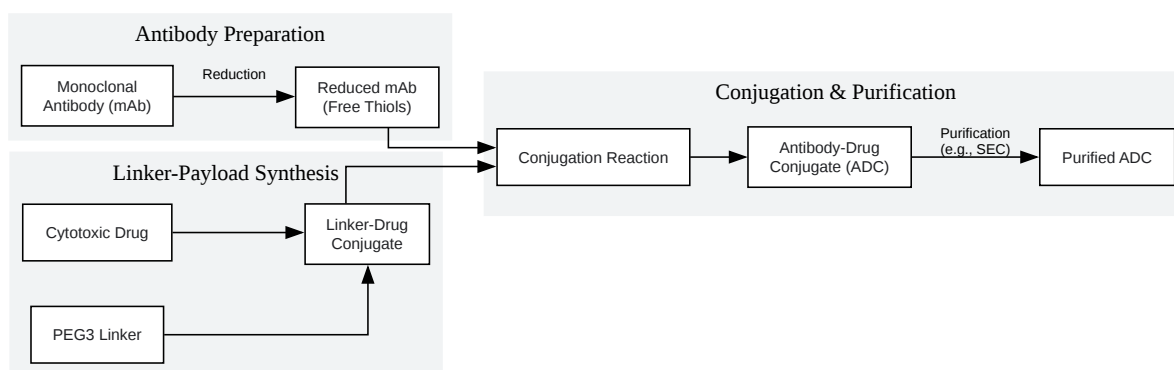 Antibody Preparation
Monoclonal
Antibody (mAb)
Reduction
Reduced mAb
(Free Thiols)
Linker-Payload Synthesis
Cytotoxic Drug
Linker-Drug
Conjugate
PEG3 Linker
Conjugation & Purification
Conjugation Reaction
Antibody-Drug
Conjugate (ADC)
Purification
(e.g., SEC)
Purified ADC